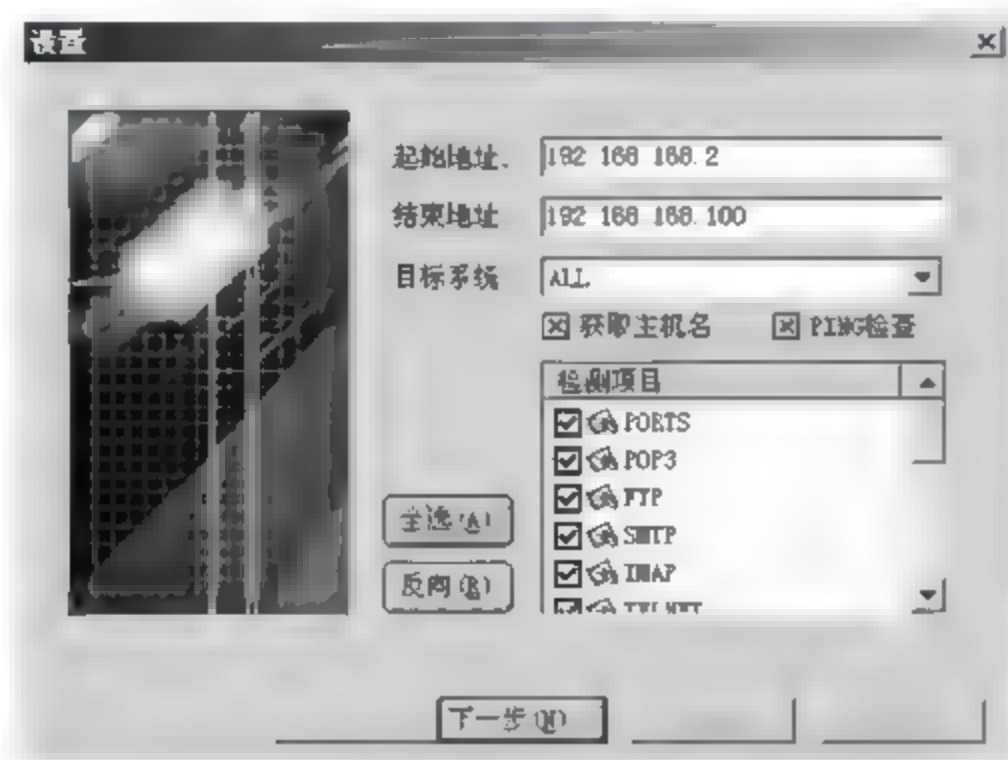 设置
起始地址.
192 168 168.2
结束地址
192 168 168.100
目标系统
ALL
获取主机名
PING检查
检测项目
PORTS
POP3
FTP
SMTP
IMAP
TELNET
全选(A)
反向(R)
下一步(N)